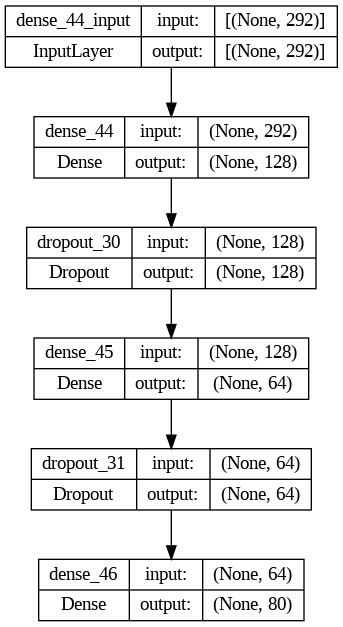 dense_44_input input: [(None, 292)]
InputLayer output: [(None, 292)]
dense_44 input: (None, 292)
Dense output: (None, 128)
dropout_30 input: (None, 128)
Dropout output: (None, 128)
dense_45 input: (None, 128)
Dense output: (None, 64)
dropout_31 input: (None, 64)
Dropout output: (None, 64)
dense_46 input: (None, 64)
Dense output: (None, 80)